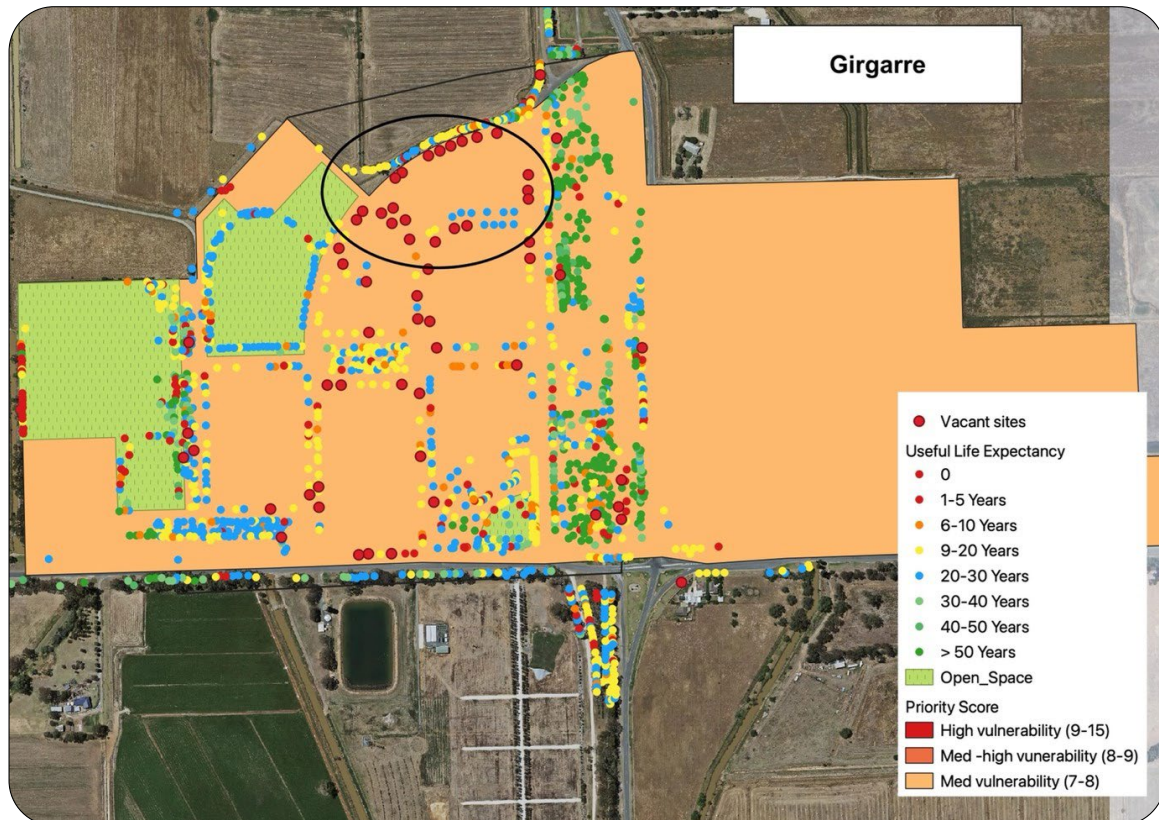 Girgarre
Vacant sites
Useful Life Expectancy
0
1-5 Years
6-10 Years
9-20 Years
20-30 Years
30-40 Years
40-50 Years
> 50 Years
Open_Space
Priority Score
High vulnerability (9-15)
Med -high vunerability (8-9)
Med vulnerability (7-8)